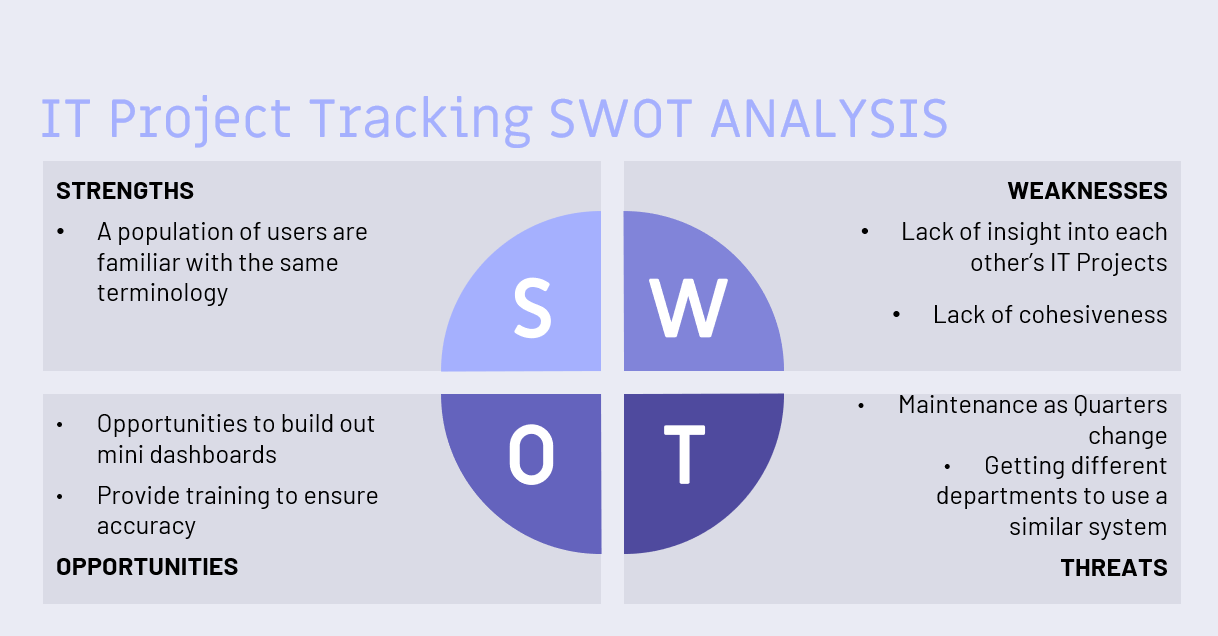 IT Project Tracking SWOT ANALYSIS
STRENGTHS
• A population of users are
familiar with the same
terminology
WEAKNESSES
• Lack of insight into each
other’s IT Projects
• Lack of cohesiveness
S
W
• Opportunities to build out
mini dashboards
• Provide training to ensure
accuracy
OPPORTUNITIES
O
T
• Maintenance as Quarters
change
• Getting different
departments to use a
similar system
THREATS